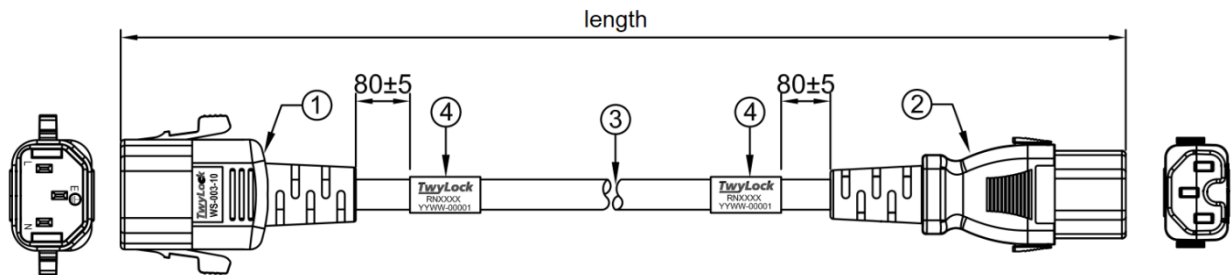 length
80±5
80±5
1
4
3
4
2
L
E
N
TwyLock
WS-003-10
TwyLock
RNXXXX
YYWW-00001
TwyLock
RNXXXX
YYWW-00001